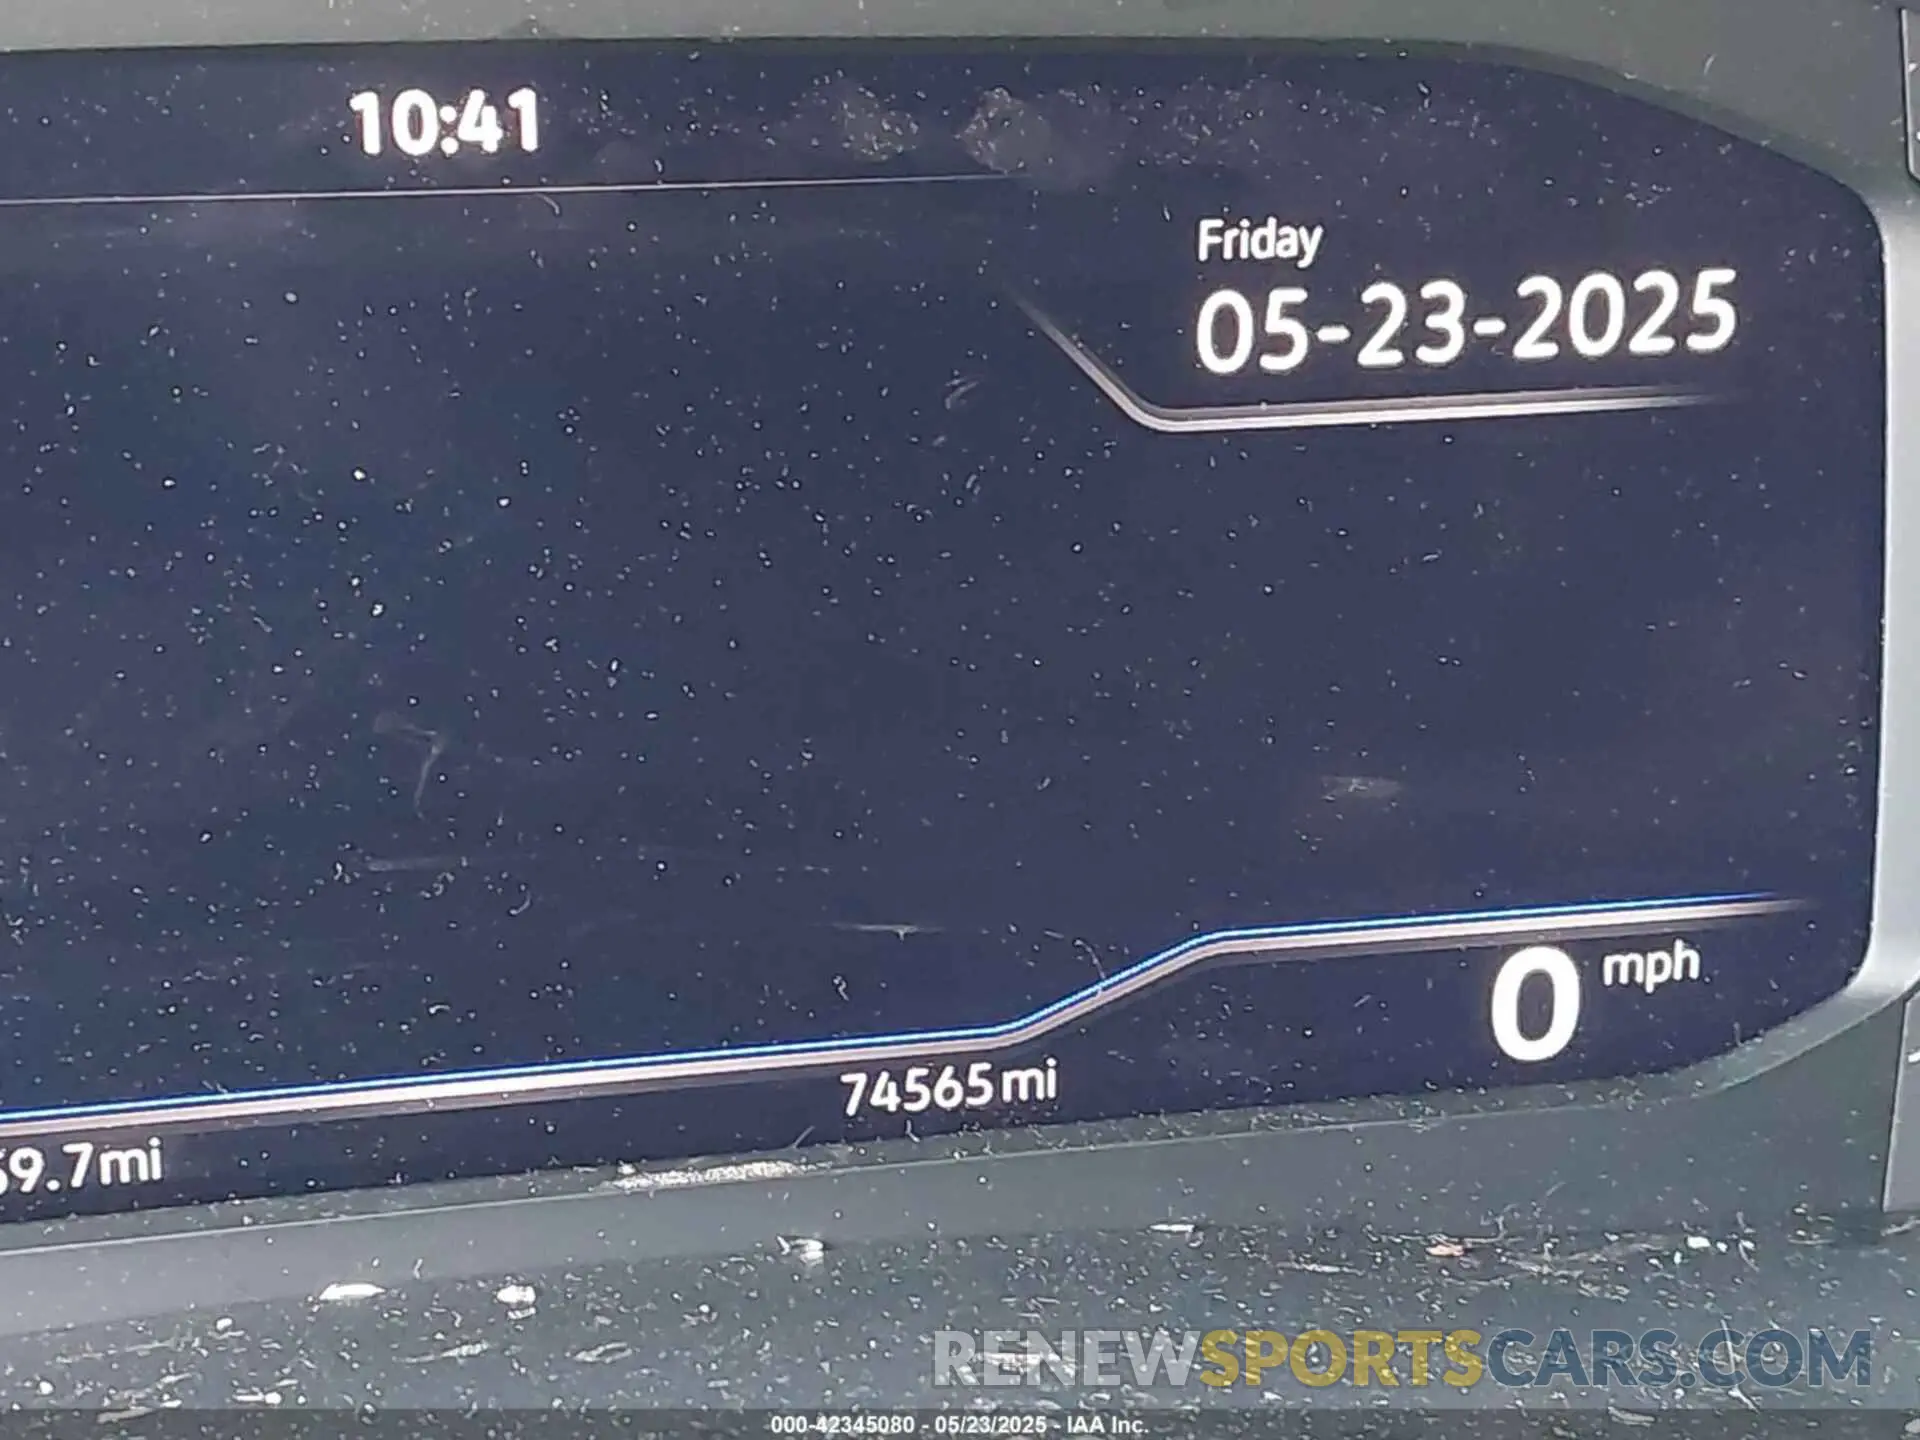 10:41
Friday
05-23-2025
0 mph
74565 mi
9.7 mi
RENEWSPORTSCARS.COM
000-42345080 - 05/23/2025 - IAA Inc.